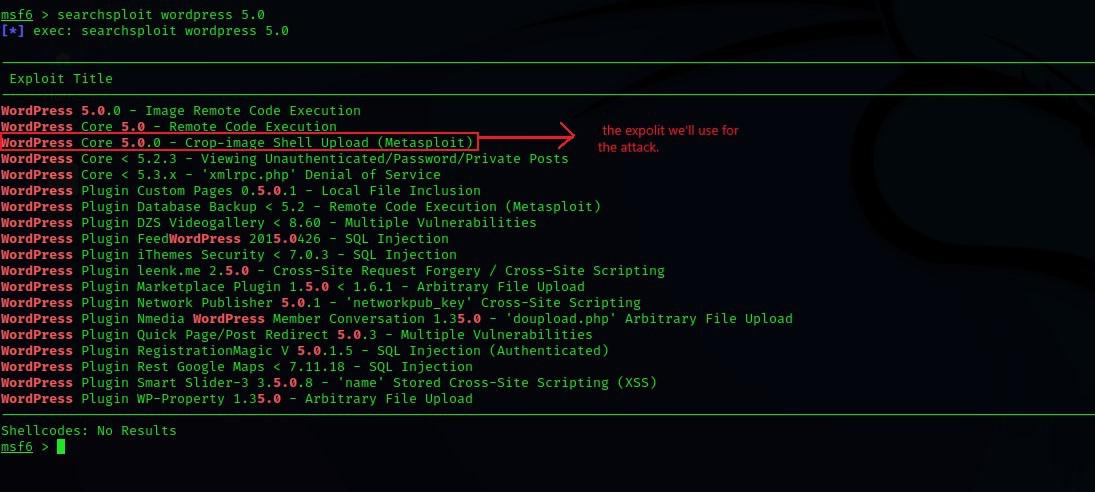 msf6 > searchsploit wordpress 5.0
[*] exec: searchsploit wordpress 5.0
Exploit Title
WordPress 5.0.0 - Image Remote Code Execution
WordPress Core 5.0 - Remote Code Execution
WordPress Core 5.0.0 - Crop-image Shell Upload (Metasploit)
the expolit we'll use for
the attack.
WordPress Core < 5.2.3 - Viewing Unauthenticated/Password/Private Posts
WordPress Core < 5.3.x - 'xmlrpc.php' Denial of Service
WordPress Plugin Custom Pages 0.5.0.1 - Local File Inclusion
WordPress Plugin Database Backup < 5.2 - Remote Code Execution (Metasploit)
WordPress Plugin DZS Videogallery < 8.60 - Multiple Vulnerabilities
WordPress Plugin FeedWordPress 2015.0426 - SQL Injection
WordPress Plugin iThemes Security < 7.0.3 - SQL Injection
WordPress Plugin leenk.me 2.5.0 - Cross-Site Request Forgery / Cross-Site Scripting
WordPress Plugin Marketplace Plugin 1.5.0 < 1.6.1 - Arbitrary File Upload
WordPress Plugin Network Publisher 5.0.1 - 'networkpub_key' Cross-Site Scripting
WordPress Plugin Nmedia WordPress Member Conversation 1.35.0 - 'doupload.php' Arbitrary File Upload
WordPress Plugin Quick Page/Post Redirect 5.0.3 - Multiple Vulnerabilities
WordPress Plugin RegistrationMagic V 5.0.1.5 - SQL Injection (Authenticated)
WordPress Plugin Rest Google Maps < 7.11.18 - SQL Injection
WordPress Plugin Smart Slider-3 3.5.0.8 - 'name' Stored Cross-Site Scripting (XSS)
WordPress Plugin WP-Property 1.35.0 - Arbitrary File Upload
Shellcodes: No Results
msf6 >